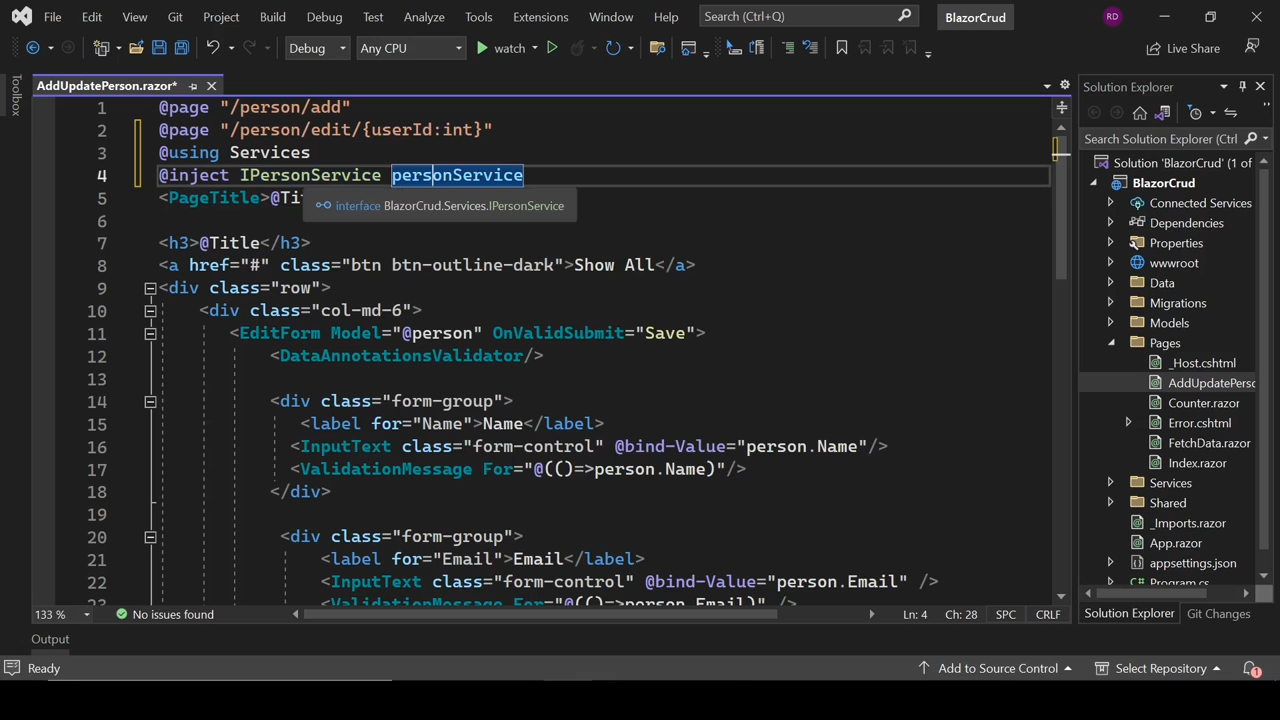 File Edit View Git Project Build Debug Test Analyze Tools Extensions Window Help Search (Ctrl+Q) BlazorCrud RD
Debug Any CPU watch Live Share
Toolbox
AddUpdatePerson.razor*
1 @page "/person/add"
2 @page "/person/edit/{userId:int}"
3 @using Services
4 @inject IPersonService personService
5 <PageTitle>@Ti
interface BlazorCrud.Services.IPersonService
6
7 <h3>@Title</h3>
8 <a href="#" class="btn btn-outline-dark">Show All</a>
9 <div class="row">
10 <div class="col-md-6">
11 <EditForm Model="@person" OnValidSubmit="Save">
12 <DataAnnotationsValidator/>
13
14 <div class="form-group">
15 <label for="Name">Name</label>
16 <InputText class="form-control" @bind-Value="person.Name"/>
17 <ValidationMessage For="@(()=>person.Name)"/>
18 </div>
19
20 <div class="form-group">
21 <label for="Email">Email</label>
22 <InputText class="form-control" @bind-Value="person.Email" />
23 <ValidationMessage For="@(()=>person.Email)" />
133 % No issues found Ln: 4 Ch: 28 SPC CRLF
Solution Explorer
Search Solution Explorer (Ctrl
Solution 'BlazorCrud' (1 of
BlazorCrud
Connected Services
Dependencies
Properties
wwwroot
Data
Migrations
Models
Pages
_Host.cshtml
AddUpdatePerso
Counter.razor
Error.cshtml
FetchData.razor
Index.razor
Services
Shared
_Imports.razor
App.razor
appsettings.json
Program.cs
Solution Explorer Git Changes
Output
Ready Add to Source Control Select Repository 1